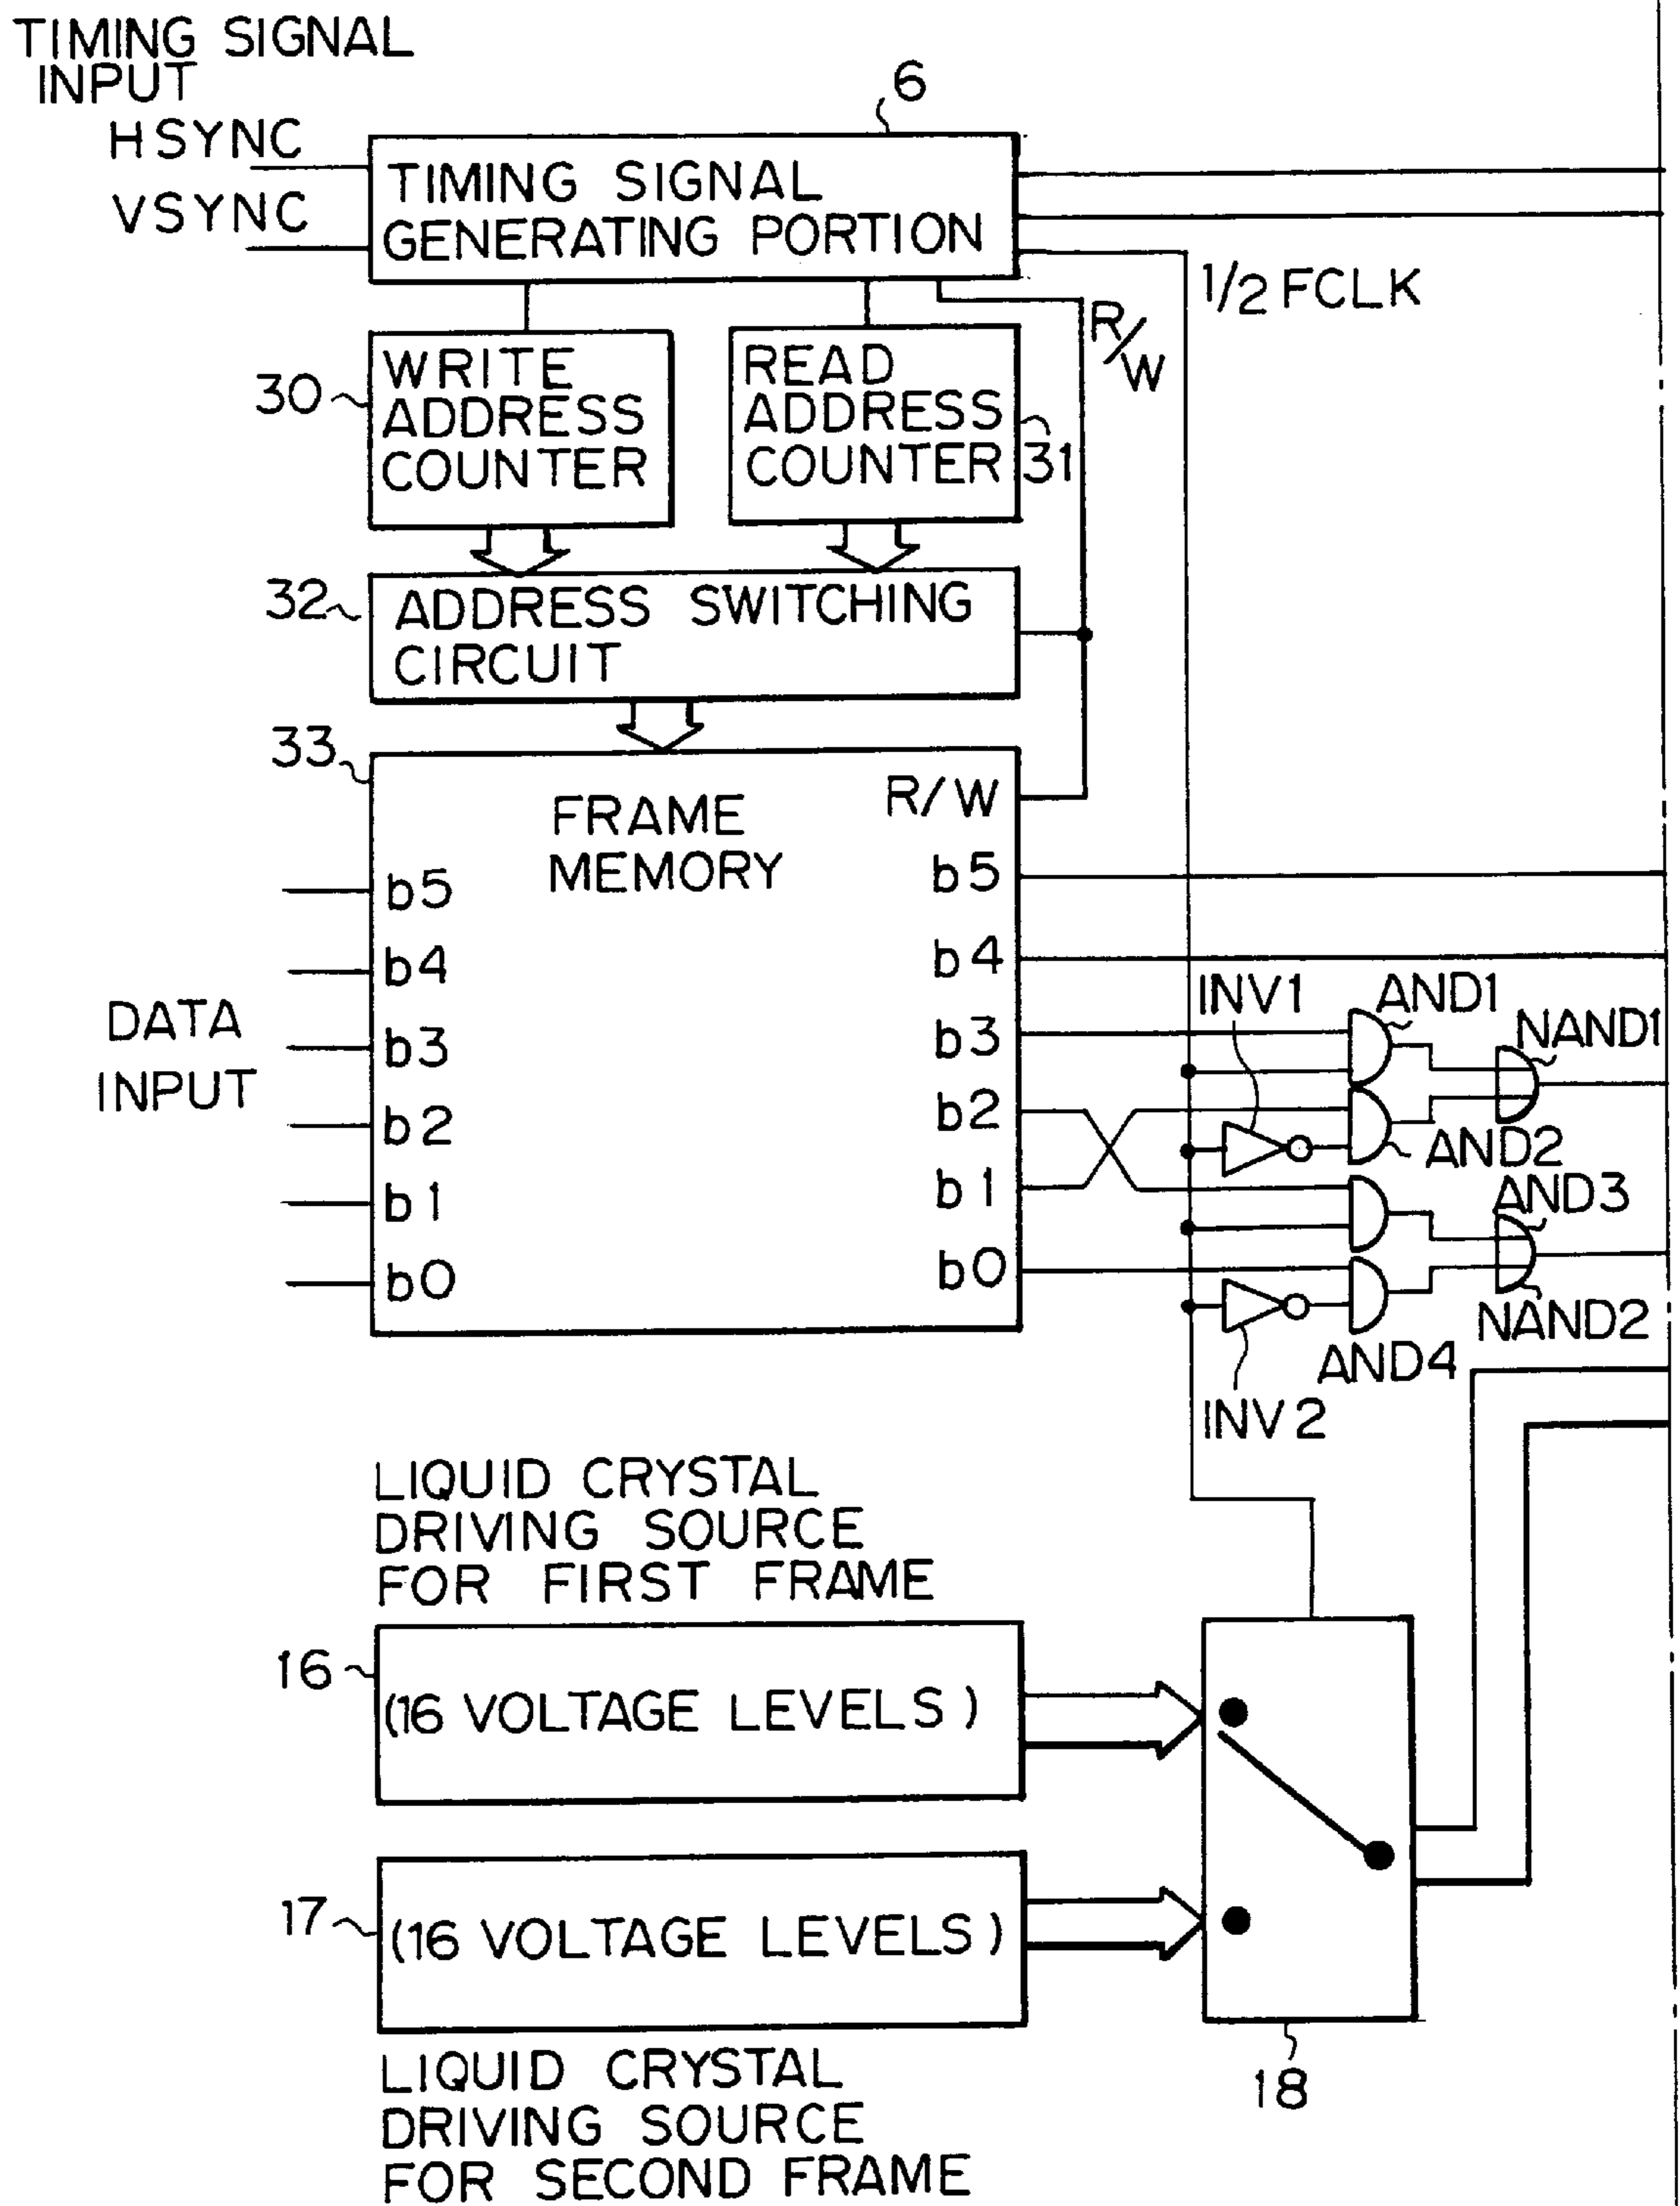 TIMING SIGNAL
INPUT
HSYNC
VSYNC
6
TIMING SIGNAL
GENERATING PORTION
1/2 FCLK
R/W
30
WRITE
ADDRESS
COUNTER
READ
ADDRESS
COUNTER
31
32
ADDRESS SWITCHING
CIRCUIT
33
FRAME
MEMORY
R/W
b5
b4
b3
b2
b1
b0
b5
b4
b3
b2
b1
b0
DATA
INPUT
INV1
AND1
NAND1
AND2
AND3
NAND2
AND4
INV2
LIQUID CRYSTAL
DRIVING SOURCE
FOR FIRST FRAME
16
(16 VOLTAGE LEVELS)
17
(16 VOLTAGE LEVELS)
18
LIQUID CRYSTAL
DRIVING SOURCE
FOR SECOND FRAME